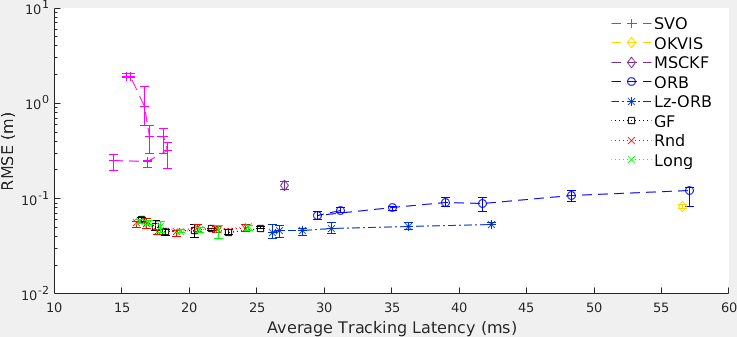 10^1
10^0
10^-1
10^-2
RMSE (m)
SVO
OKVIS
MSCKF
ORB
Lz-ORB
GF
Rnd
Long
10 15 20 25 30 35 40 45 50 55 60
Average Tracking Latency (ms)